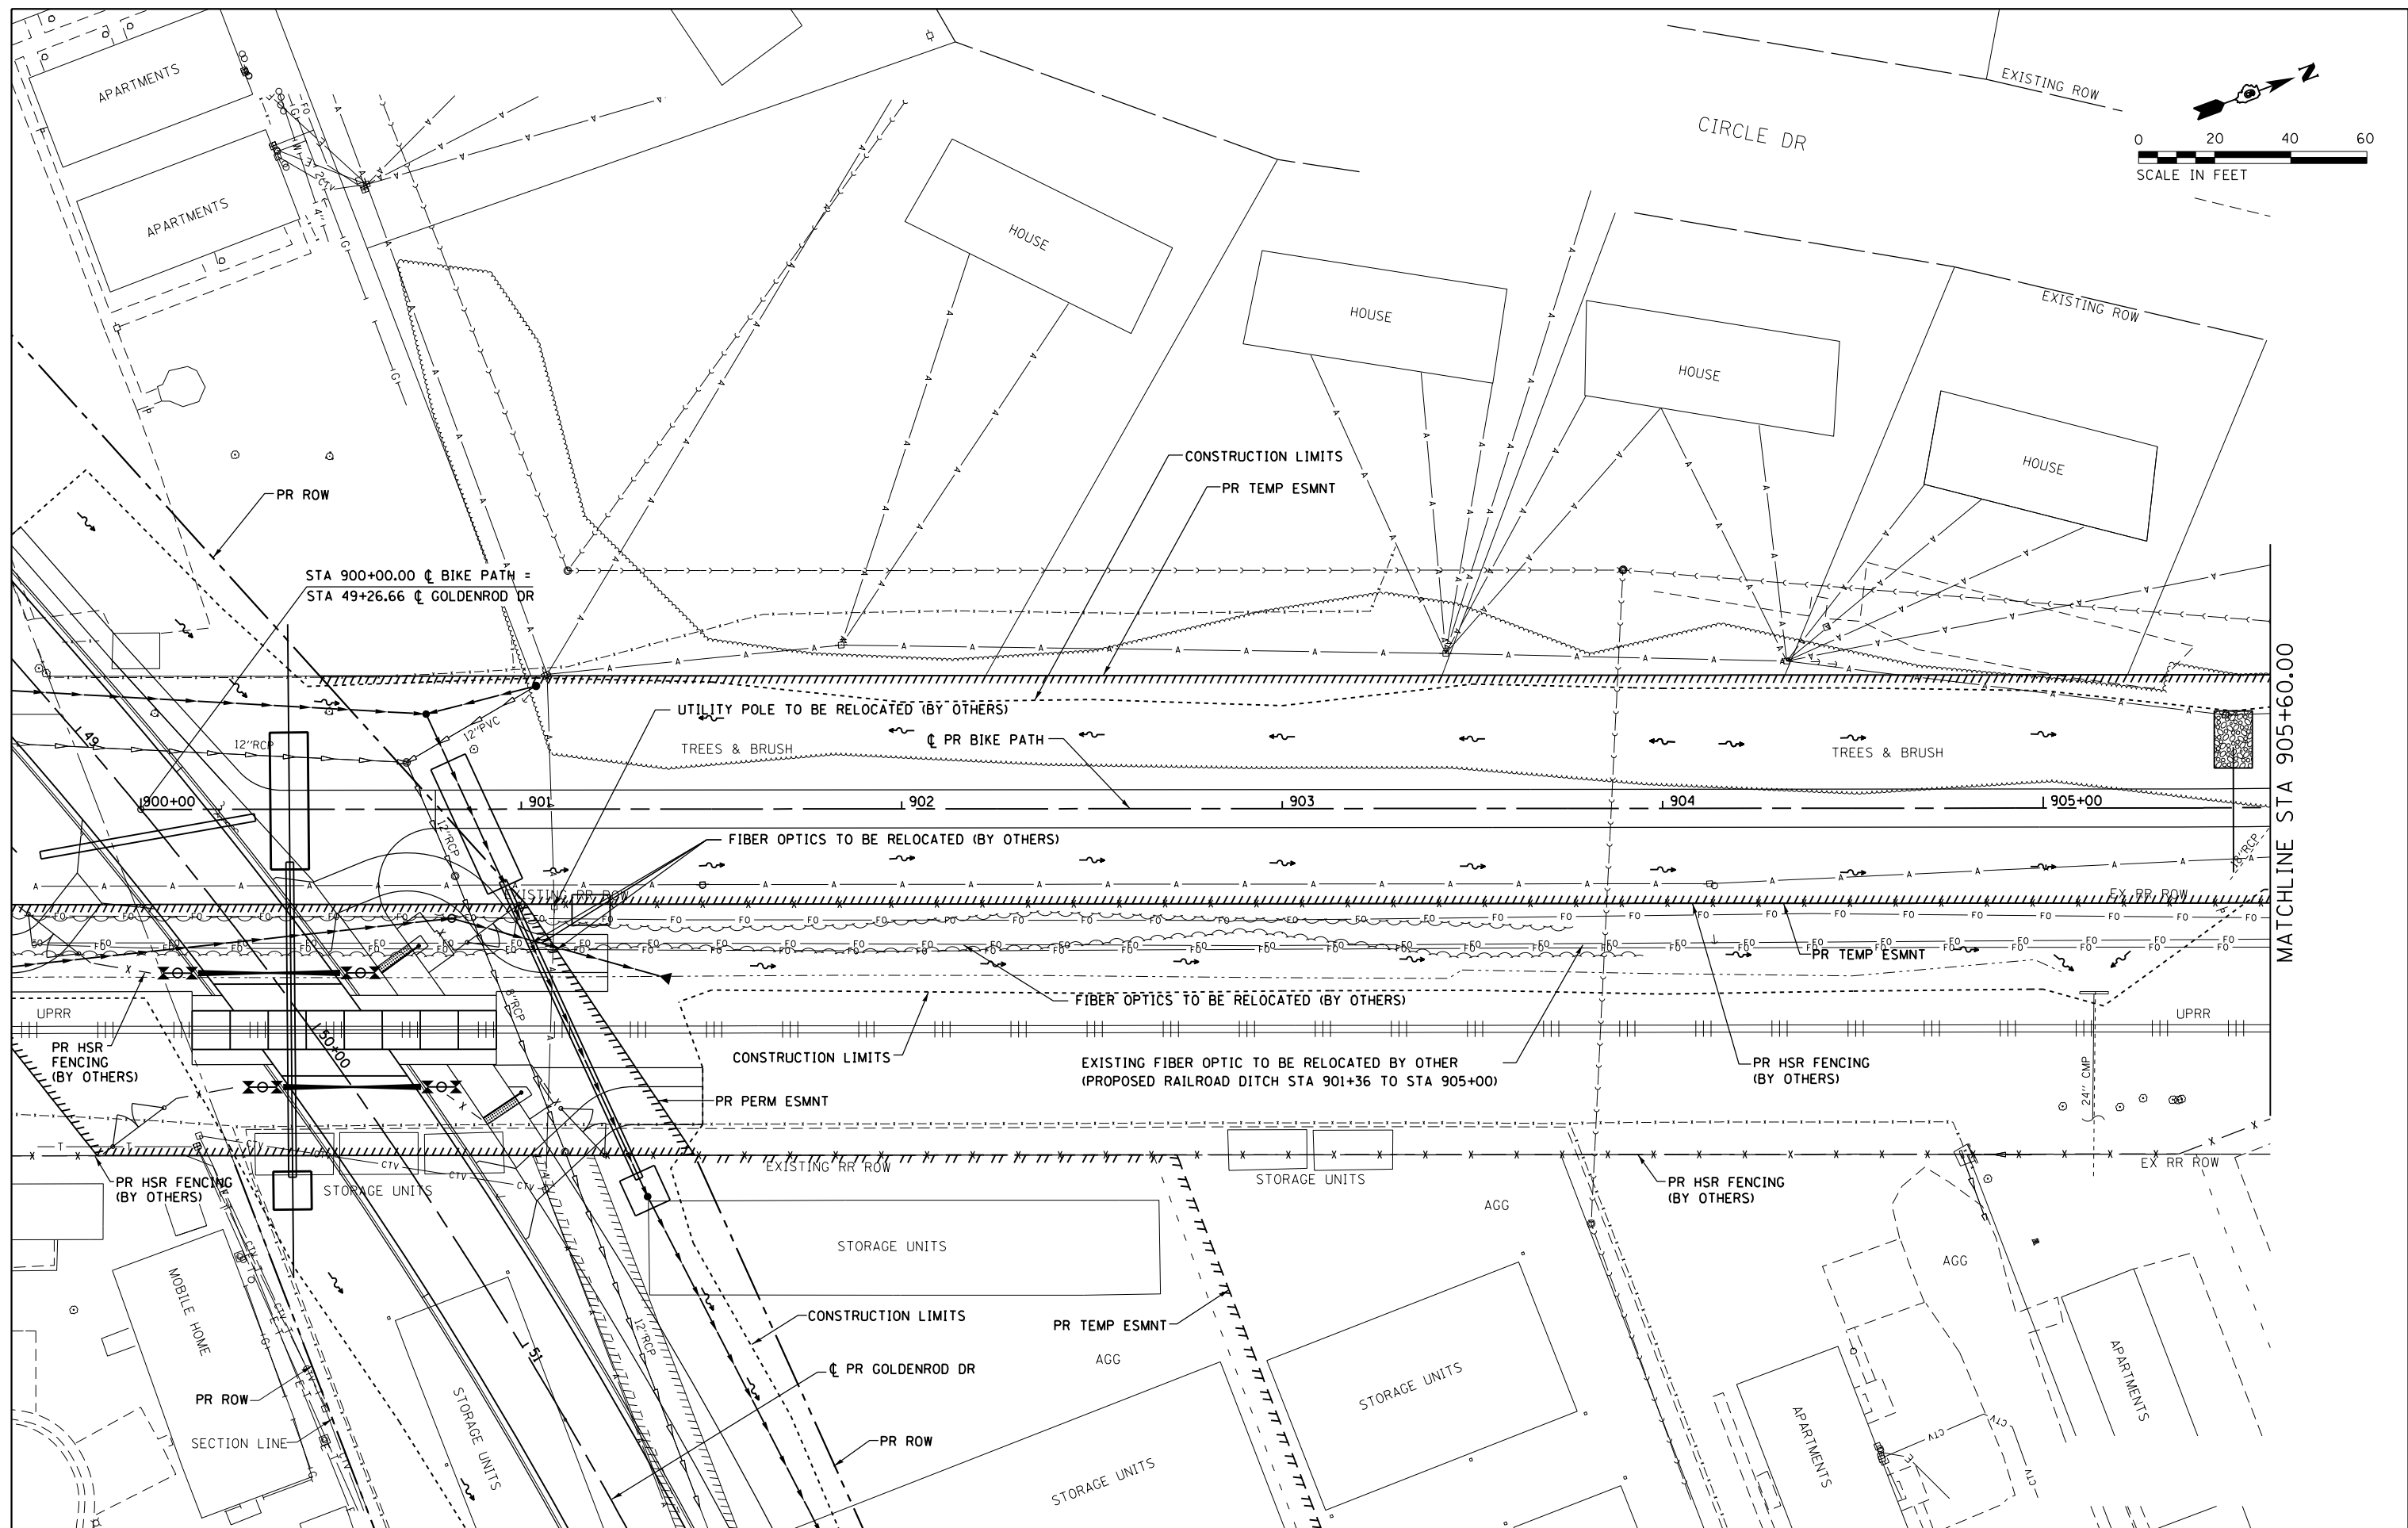 APARTMENTS
APARTMENTS
EXISTING ROW
N
CIRCLE DR
0 20 40 60
SCALE IN FEET
HOUSE
HOUSE
HOUSE
HOUSE
EXISTING ROW
CONSTRUCTION LIMITS
PR TEMP ESMNT
PR ROW
STA 900+00.00 ℄ BIKE PATH =
STA 49+26.66 ℄ GOLDENROD DR
UTILITY POLE TO BE RELOCATED (BY OTHERS)
12"PVC
12"RCP
49
TREES & BRUSH
℄ PR BIKE PATH
TREES & BRUSH
MATCHLINE STA 905+60.00
900+00
901
902
903
904
905+00
12"RCP
FIBER OPTICS TO BE RELOCATED (BY OTHERS)
18"RCP
EXISTING RR ROW
EX RR ROW
PR TEMP ESMNT
8"RCP
FIBER OPTICS TO BE RELOCATED (BY OTHERS)
UPRR
UPRR
50+00
PR HSR
FENCING
(BY OTHERS)
CONSTRUCTION LIMITS
EXISTING FIBER OPTIC TO BE RELOCATED BY OTHER
(PROPOSED RAILROAD DITCH STA 901+36 TO STA 905+00)
PR HSR FENCING
(BY OTHERS)
24" CMP
PR PERM ESMNT
EXISTING RR ROW
EX RR ROW
PR HSR FENCING
(BY OTHERS)
STORAGE UNITS
STORAGE UNITS
PR HSR FENCING
(BY OTHERS)
AGG
STORAGE UNITS
AGG
MOBILE HOME
CONSTRUCTION LIMITS
PR TEMP ESMNT
12"RCP
51
AGG
℄ PR GOLDENROD DR
STORAGE UNITS
APARTMENTS
PR ROW
STORAGE UNITS
SECTION LINE
PR ROW
STORAGE UNITS
APARTMENTS